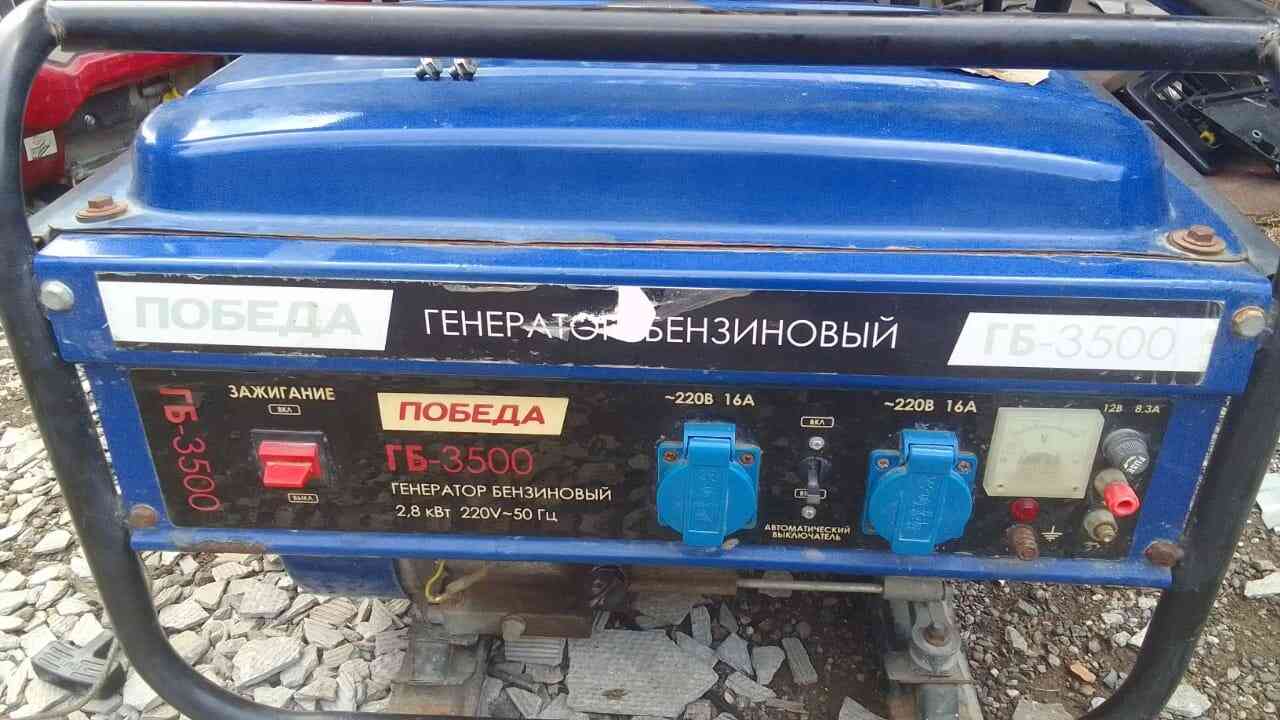 ПОБЕДА
ГЕНЕРАТОР БЕНЗИНОВЫЙ
ГБ-3500
ГБ-3500
ЗАЖИГАНИЕ
ВКЛ
ВЫКЛ
ПОБЕДА
ГБ-3500
ГЕНЕРАТОР БЕНЗИНОВЫЙ
2,8 кВт 220V~50 Гц
~220В 16А
ВКЛ
АВТОМАТИЧЕСКИЙ
ВЫКЛЮЧАТЕЛЬ
~220В 16А
V
12В 8,3А